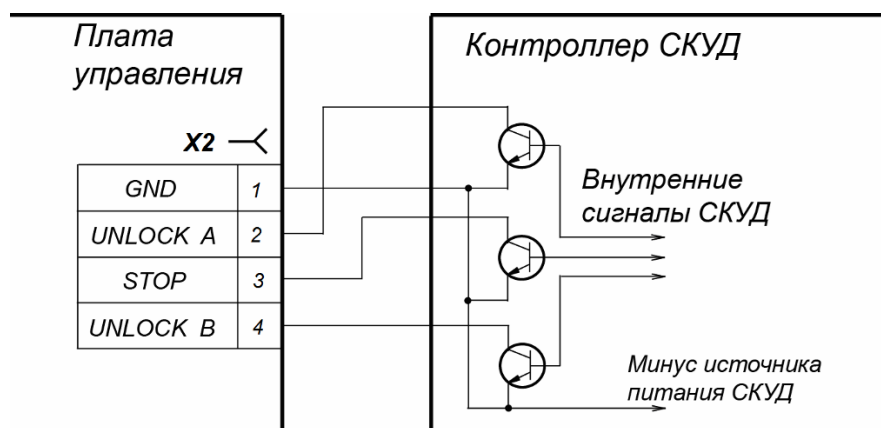 Плата
управления
Контроллер СКУД
X2
GND 1
UNLOCK A 2
STOP 3
UNLOCK B 4
Внутренние
сигналы СКУД
Минус источника
питания СКУД